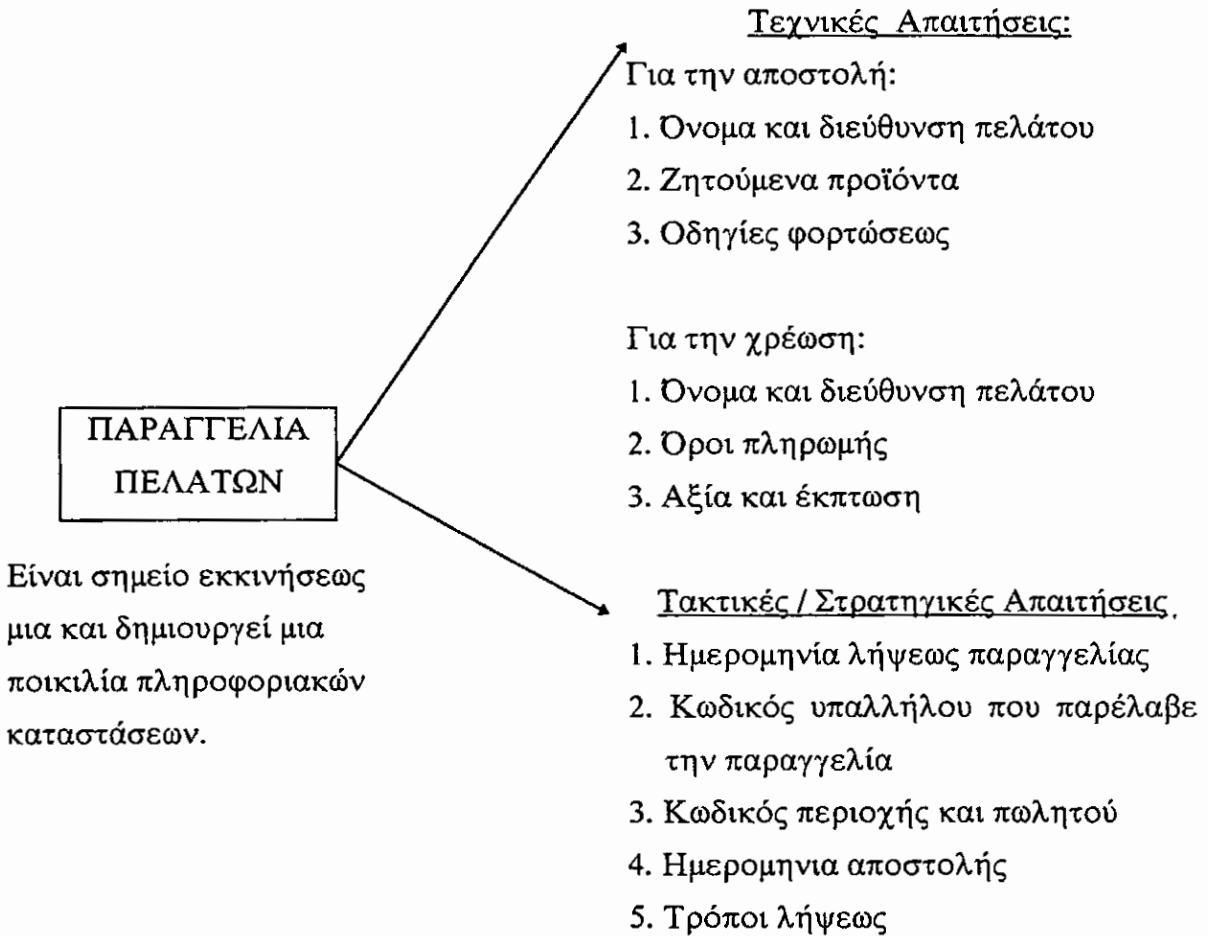 Τεχνικές Απαιτήσεις:
Για την αποστολή:
1. Όνομα και διεύθυνση πελάτου
2. Ζητούμενα προϊόντα
3. Οδηγίες φορτώσεως
Για την χρέωση:
1. Όνομα και διεύθυνση πελάτου
2. Όροι πληρωμής
3. Αξία και έκπτωση
ΠΑΡΑΓΓΕΛΙΑ
ΠΕΛΑΤΩΝ
Είναι σημείο εκκινήσεως
μια και δημιουργεί μια
ποικιλία πληροφοριακών
καταστάσεων.
Τακτικές / Στρατηγικές Απαιτήσεις
1. Ημερομηνία λήψεως παραγγελίας
2. Κωδικός υπαλλήλου που παρέλαβε
την παραγγελία
3. Κωδικός περιοχής και πωλητού
4. Ημερομηνια αποστολής
5. Τρόποι λήψεως